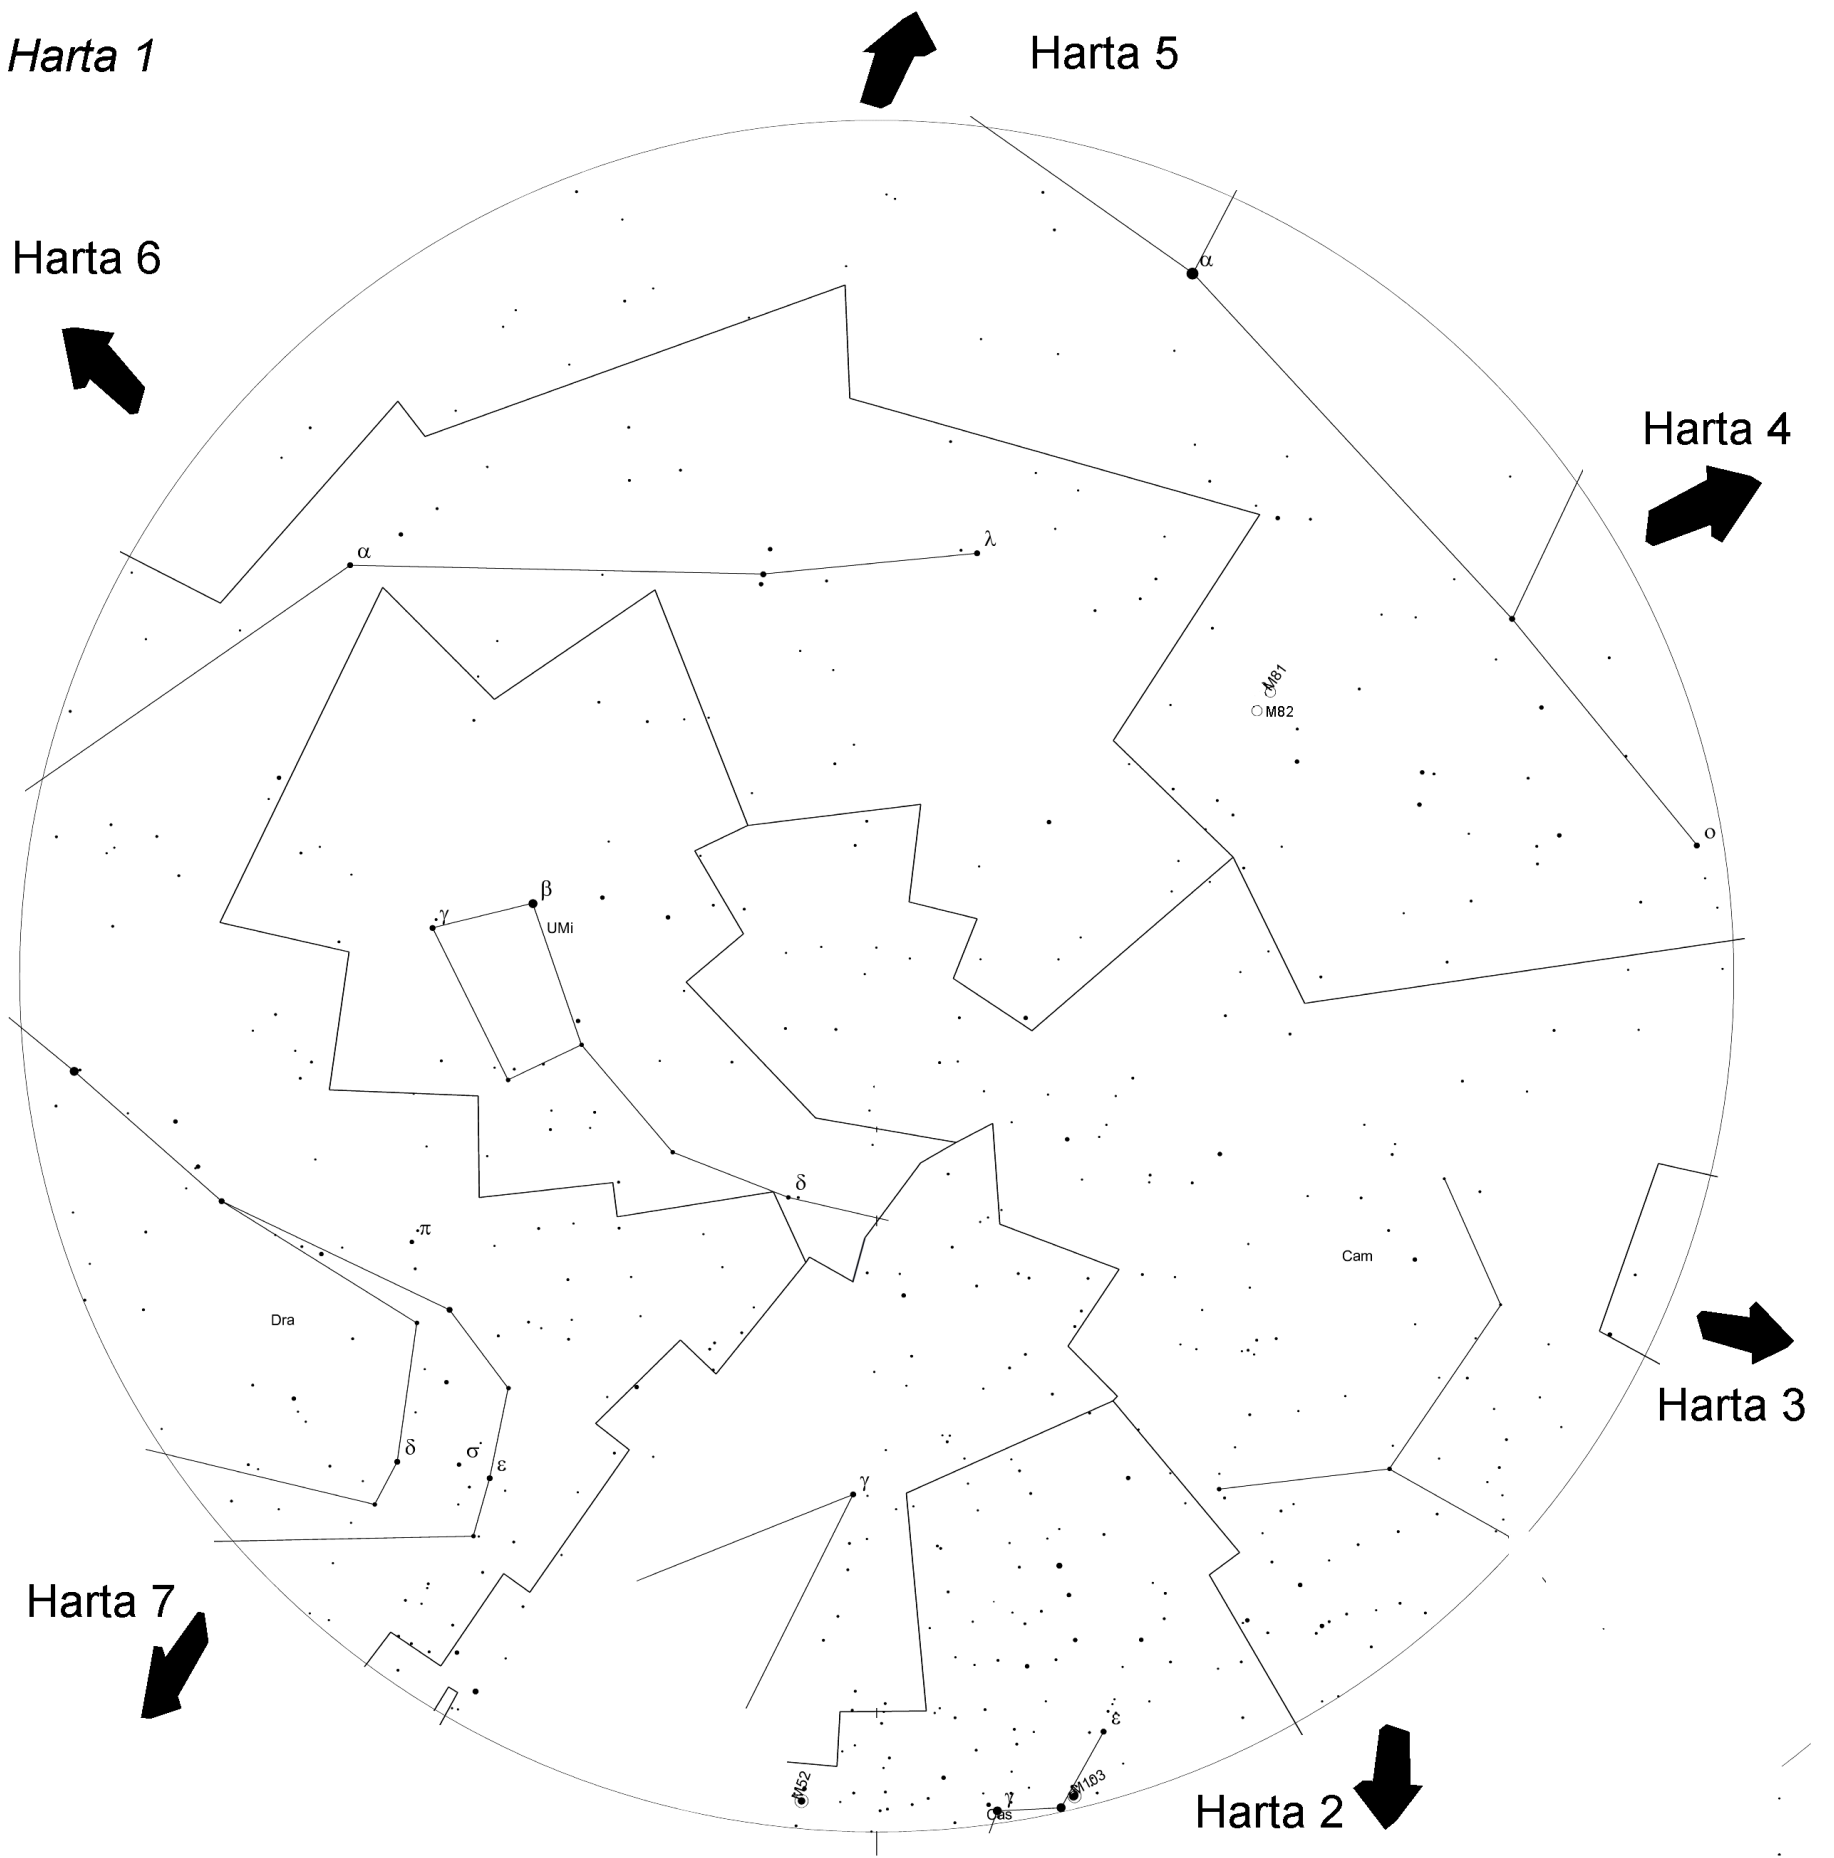 Harta 1
Harta 5
α
Harta 6
Harta 4
α
λ
M81
M82
ο
β
γ
UMi
δ
π
Cam
Dra
Harta 3
δ
σ
ε
γ
Harta 7
ε
M52
M103
γ
Cas
Harta 2